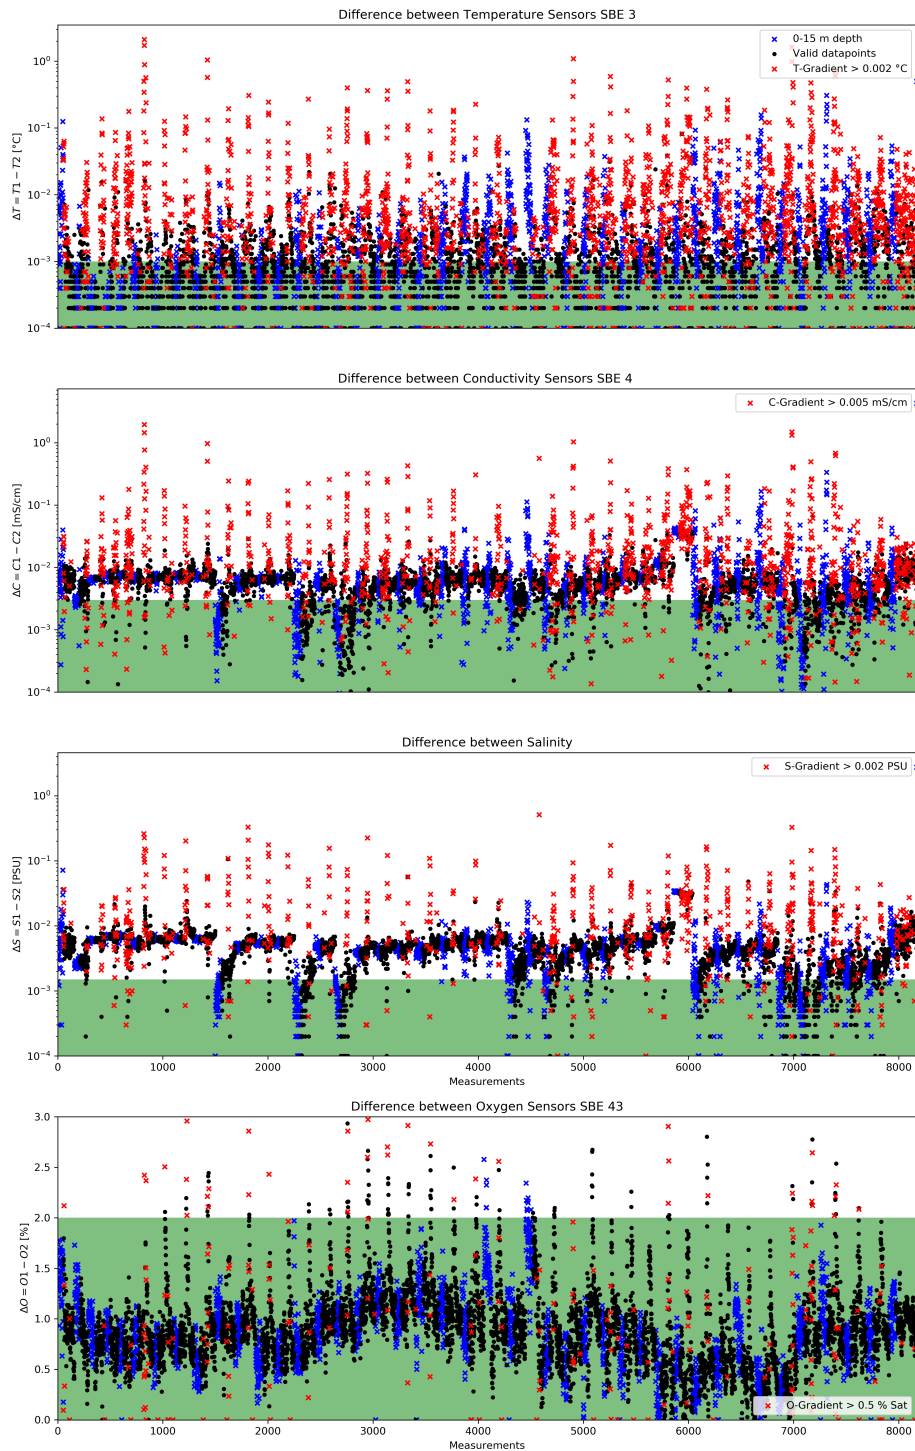 Difference between Temperature Sensors SBE 3
10⁰
10⁻¹
10⁻²
10⁻³
10⁻⁴
ΔT = T1 − T2 [°C]
0-15 m depth
Valid datapoints
T-Gradient > 0.002 °C
Difference between Conductivity Sensors SBE 4
10⁰
10⁻¹
10⁻²
10⁻³
10⁻⁴
ΔC = C1 − C2 [mS/cm]
C-Gradient > 0.005 mS/cm
Difference between Salinity
10⁰
10⁻¹
10⁻²
10⁻³
10⁻⁴
ΔS = S1 − S2 [PSU]
S-Gradient > 0.002 PSU
0 1000 2000 3000 4000 5000 6000 7000 8000
Measurements
Difference between Oxygen Sensors SBE 43
3.0
2.5
2.0
1.5
1.0
0.5
0.0
ΔO = O1 − O2 [%]
O-Gradient > 0.5 % Sat
0 1000 2000 3000 4000 5000 6000 7000 8000
Measurements